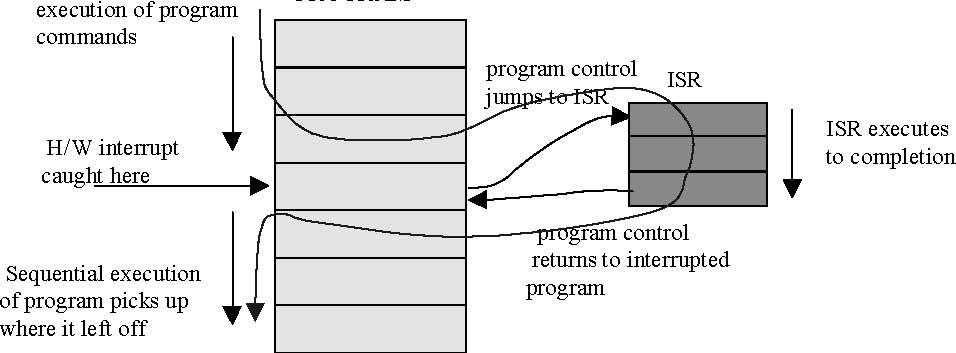 execution of program
commands
program control
jumps to ISR
ISR
H/W interrupt
caught here
ISR executes
to completion
program control
returns to interrupted
program
Sequential execution
of program picks up
where it left off